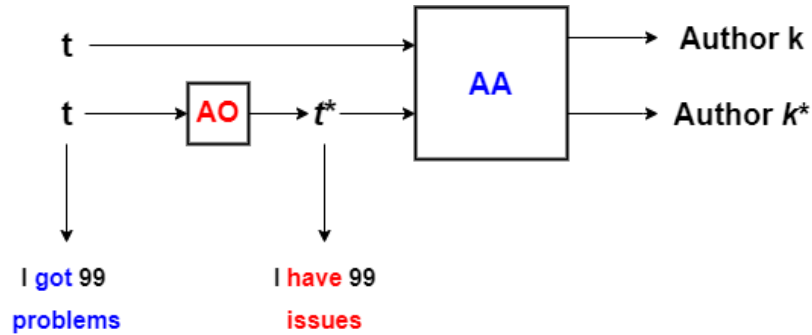 t
AA
Author k
t
AO
t*
Author k*
I got 99
problems
I have 99
issues